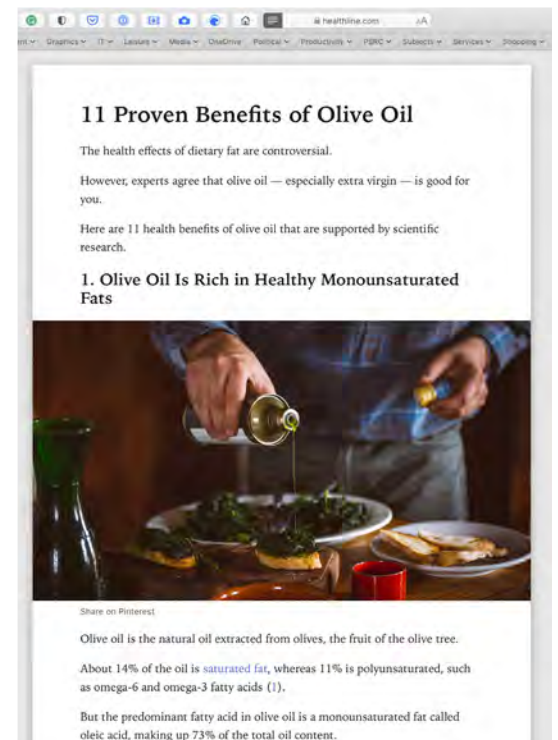 healthline.com
AA
Graphics IT Leisure Media OneDrive Political Productivity PBRC Subjects Services Shopping
11 Proven Benefits of Olive Oil
The health effects of dietary fat are controversial.
However, experts agree that olive oil — especially extra virgin — is good for
you.
Here are 11 health benefits of olive oil that are supported by scientific
research.
1. Olive Oil Is Rich in Healthy Monounsaturated
Fats
Share on Pinterest
Olive oil is the natural oil extracted from olives, the fruit of the olive tree.
About 14% of the oil is saturated fat, whereas 11% is polyunsaturated, such
as omega-6 and omega-3 fatty acids (1).
But the predominant fatty acid in olive oil is a monounsaturated fat called
oleic acid, making up 73% of the total oil content.